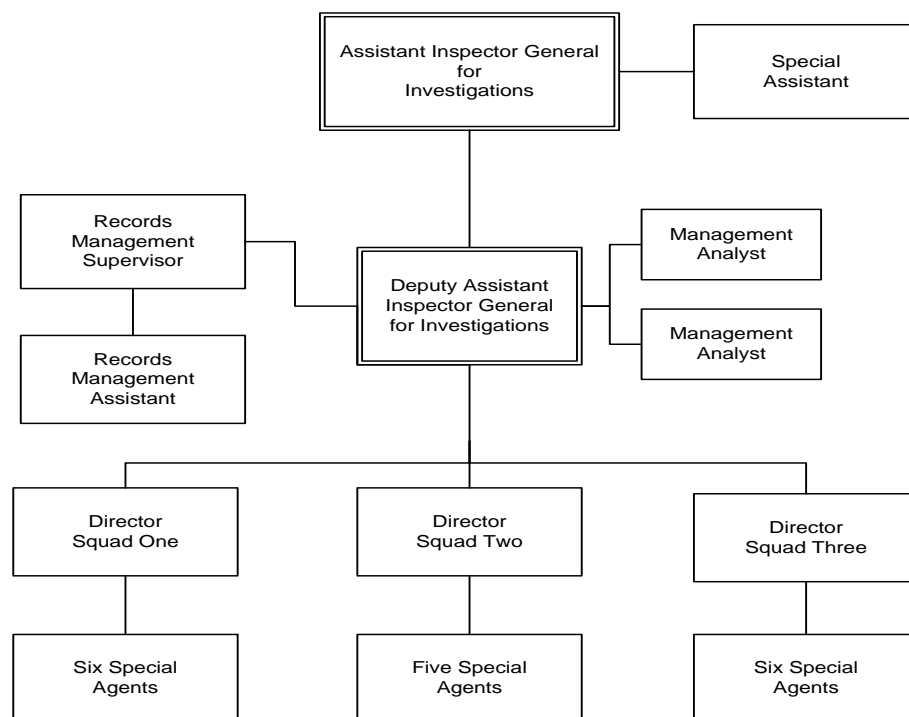 Assistant Inspector General
for
Investigations
Special
Assistant
Records
Management
Supervisor
Deputy Assistant
Inspector General
for Investigations
Management
Analyst
Management
Analyst
Records
Management
Assistant
Director
Squad One
Director
Squad Two
Director
Squad Three
Six Special
Agents
Five Special
Agents
Six Special
Agents